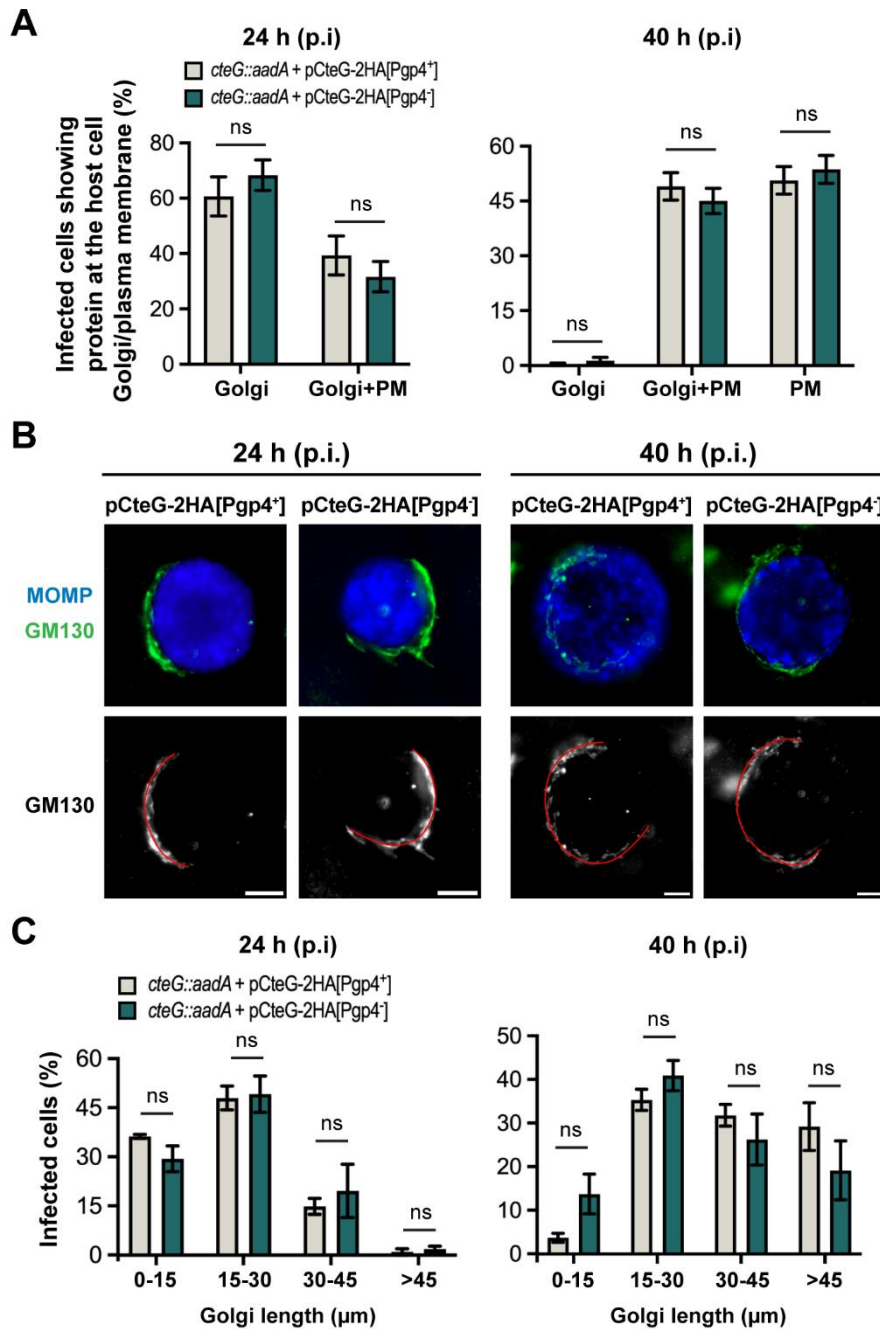 A
24 h (p.i)
40 h (p.i)
cteG::aadA + pCteG-2HA[Pgp4⁺]
cteG::aadA + pCteG-2HA[Pgp4⁻]
Infected cells showing
protein at the host cell
Golgi/plasma membrane (%)
80
60
40
20
0
ns
ns
Golgi
Golgi+PM
60
45
30
15
0
ns
ns
ns
Golgi
Golgi+PM
PM
B
24 h (p.i.)
40 h (p.i.)
pCteG-2HA[Pgp4⁺]
pCteG-2HA[Pgp4⁻]
pCteG-2HA[Pgp4⁺]
pCteG-2HA[Pgp4⁻]
MOMP
GM130
GM130
C
24 h (p.i)
40 h (p.i)
cteG::aadA + pCteG-2HA[Pgp4⁺]
cteG::aadA + pCteG-2HA[Pgp4⁻]
Infected cells (%)
60
45
30
15
0
ns
ns
ns
ns
0-15
15-30
30-45
>45
Golgi length (µm)
50
40
30
20
10
0
ns
ns
ns
ns
0-15
15-30
30-45
>45
Golgi length (µm)